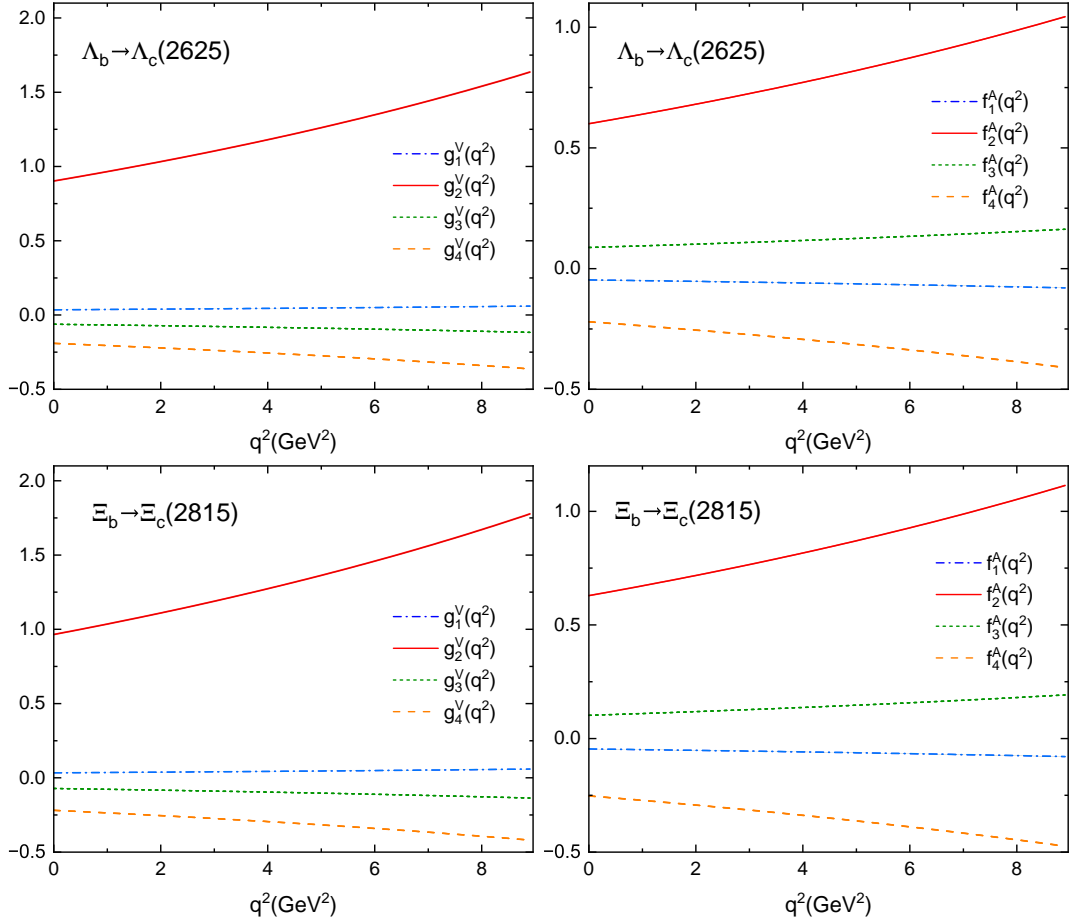 Λb→Λc(2625)
2.0
1.5
1.0
0.5
0.0
−0.5
g₁ⱽ(q²)
g₂ⱽ(q²)
g₃ⱽ(q²)
g₄ⱽ(q²)
0 2 4 6 8
q²(GeV²)
Λb→Λc(2625)
1.0
0.5
0.0
−0.5
f₁ᴬ(q²)
f₂ᴬ(q²)
f₃ᴬ(q²)
f₄ᴬ(q²)
0 2 4 6 8
q²(GeV²)
Ξb→Ξc(2815)
2.0
1.5
1.0
0.5
0.0
−0.5
g₁ⱽ(q²)
g₂ⱽ(q²)
g₃ⱽ(q²)
g₄ⱽ(q²)
0 2 4 6 8
q²(GeV²)
Ξb→Ξc(2815)
1.0
0.5
0.0
−0.5
f₁ᴬ(q²)
f₂ᴬ(q²)
f₃ᴬ(q²)
f₄ᴬ(q²)
0 2 4 6 8
q²(GeV²)